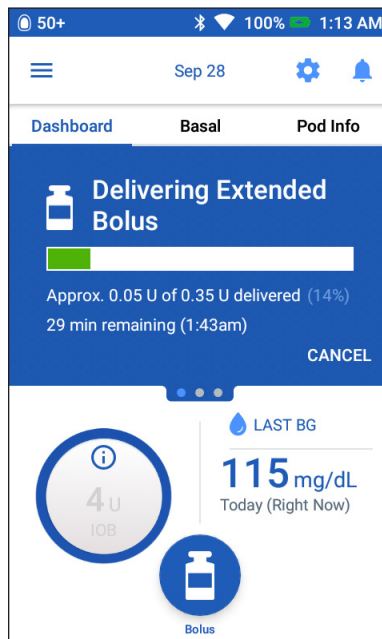 50+ 100% 1:13 AM
Sep 28
Dashboard Basal Pod Info
Delivering Extended
Bolus
Approx. 0.05 U of 0.35 U delivered (14%)
29 min remaining (1:43am)
CANCEL
LAST BG
115 mg/dL
Today (Right Now)
4 U
IOB
Bolus